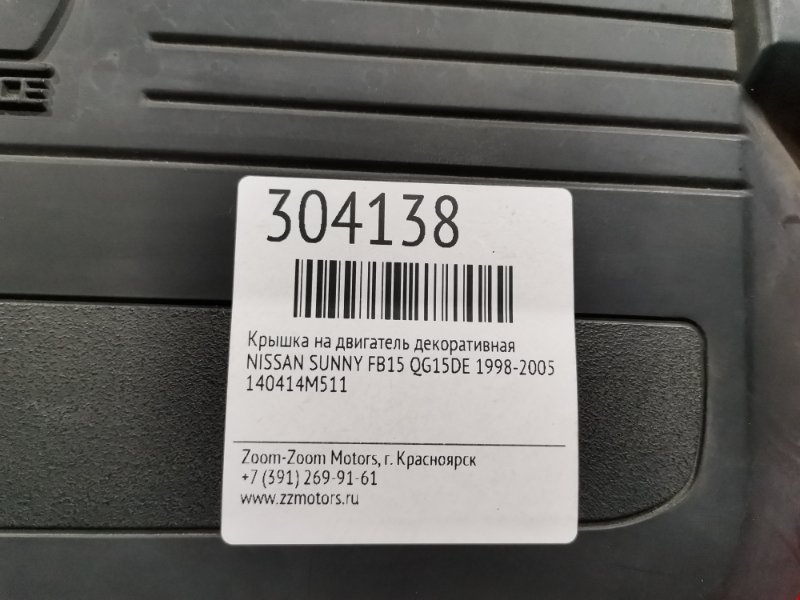 304138
Крышка на двигатель декоративная
NISSAN SUNNY FB15 QG15DE 1998-2005
140414M511
Zoom-Zoom Motors, г. Красноярск
+7 (391) 269-91-61
www.zzmotors.ru